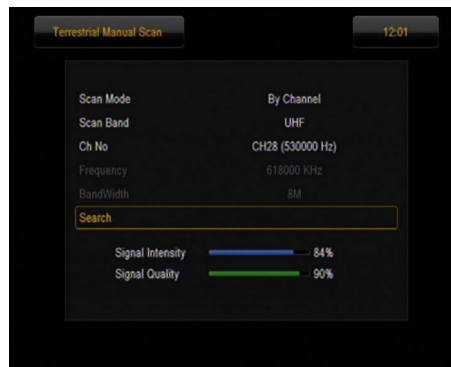 Terrestrial Manual Scan 12:01
Scan Mode By Channel
Scan Band UHF
Ch No CH28 (530000 Hz)
Frequency 618000 KHz
BandWidth 8M
Search
Signal Intensity 84%
Signal Quality 90%